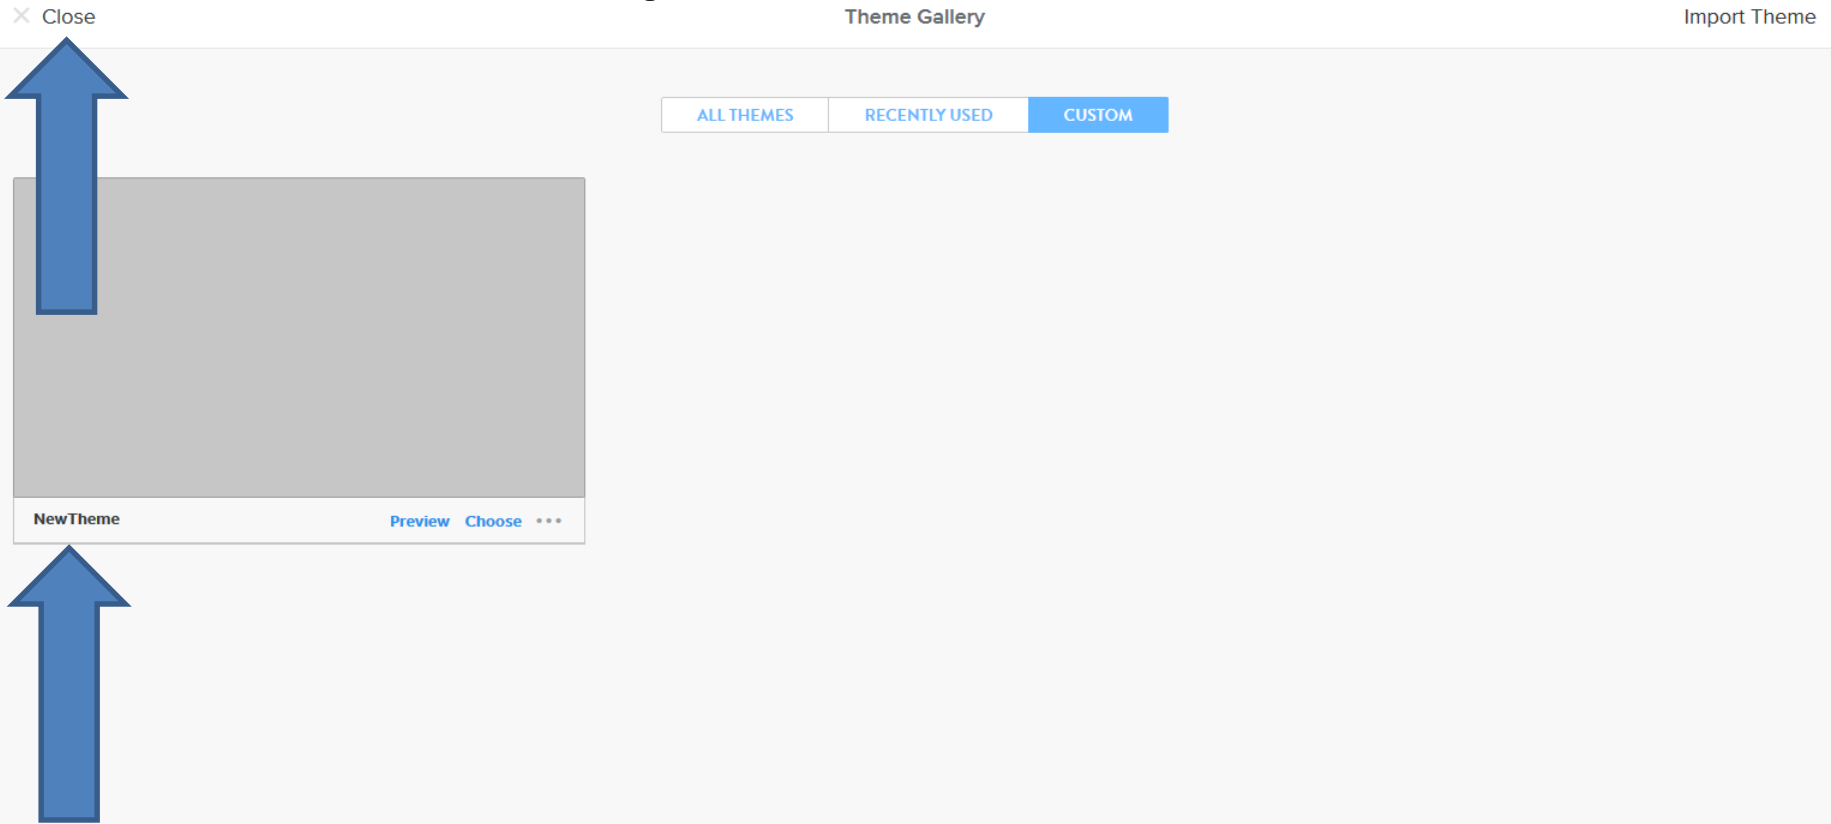 Close
Theme Gallery
Import Theme
ALL THEMES
RECENTLY USED
CUSTOM
NewTheme
Preview
Choose